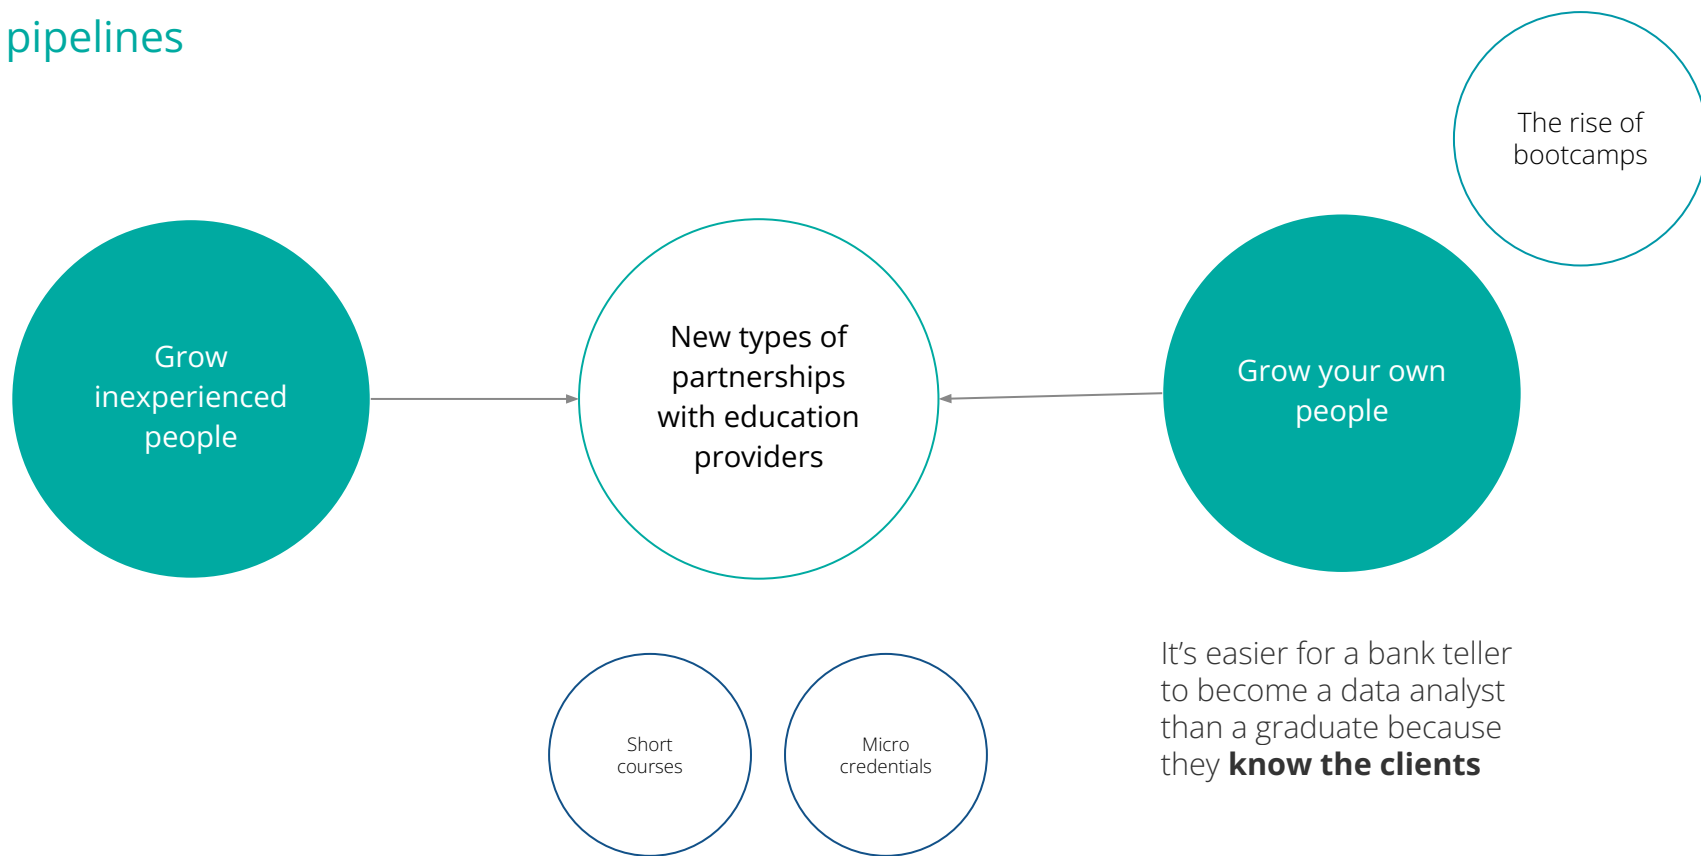 pipelines
The rise of
bootcamps
Grow
inexperienced
people
New types of
partnerships
with education
providers
Grow your own
people
Short
courses
Micro
credentials
It’s easier for a bank teller
to become a data analyst
than a graduate because
they know the clients